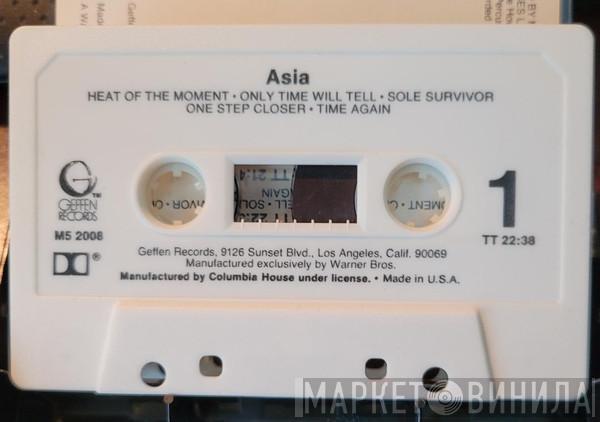 Asia
HEAT OF THE MOMENT • ONLY TIME WILL TELL • SOLE SURVIVOR
ONE STEP CLOSER • TIME AGAIN
GEFFEN
RECORDS
TM
M5 2008
1
TT 22:38
Geffen Records, 9126 Sunset Blvd., Los Angeles, Calif. 90069
Manufactured exclusively by Warner Bros.
Manufactured by Columbia House under license. • Made in U.S.A.
МАРКЕТ ВИНИЛА